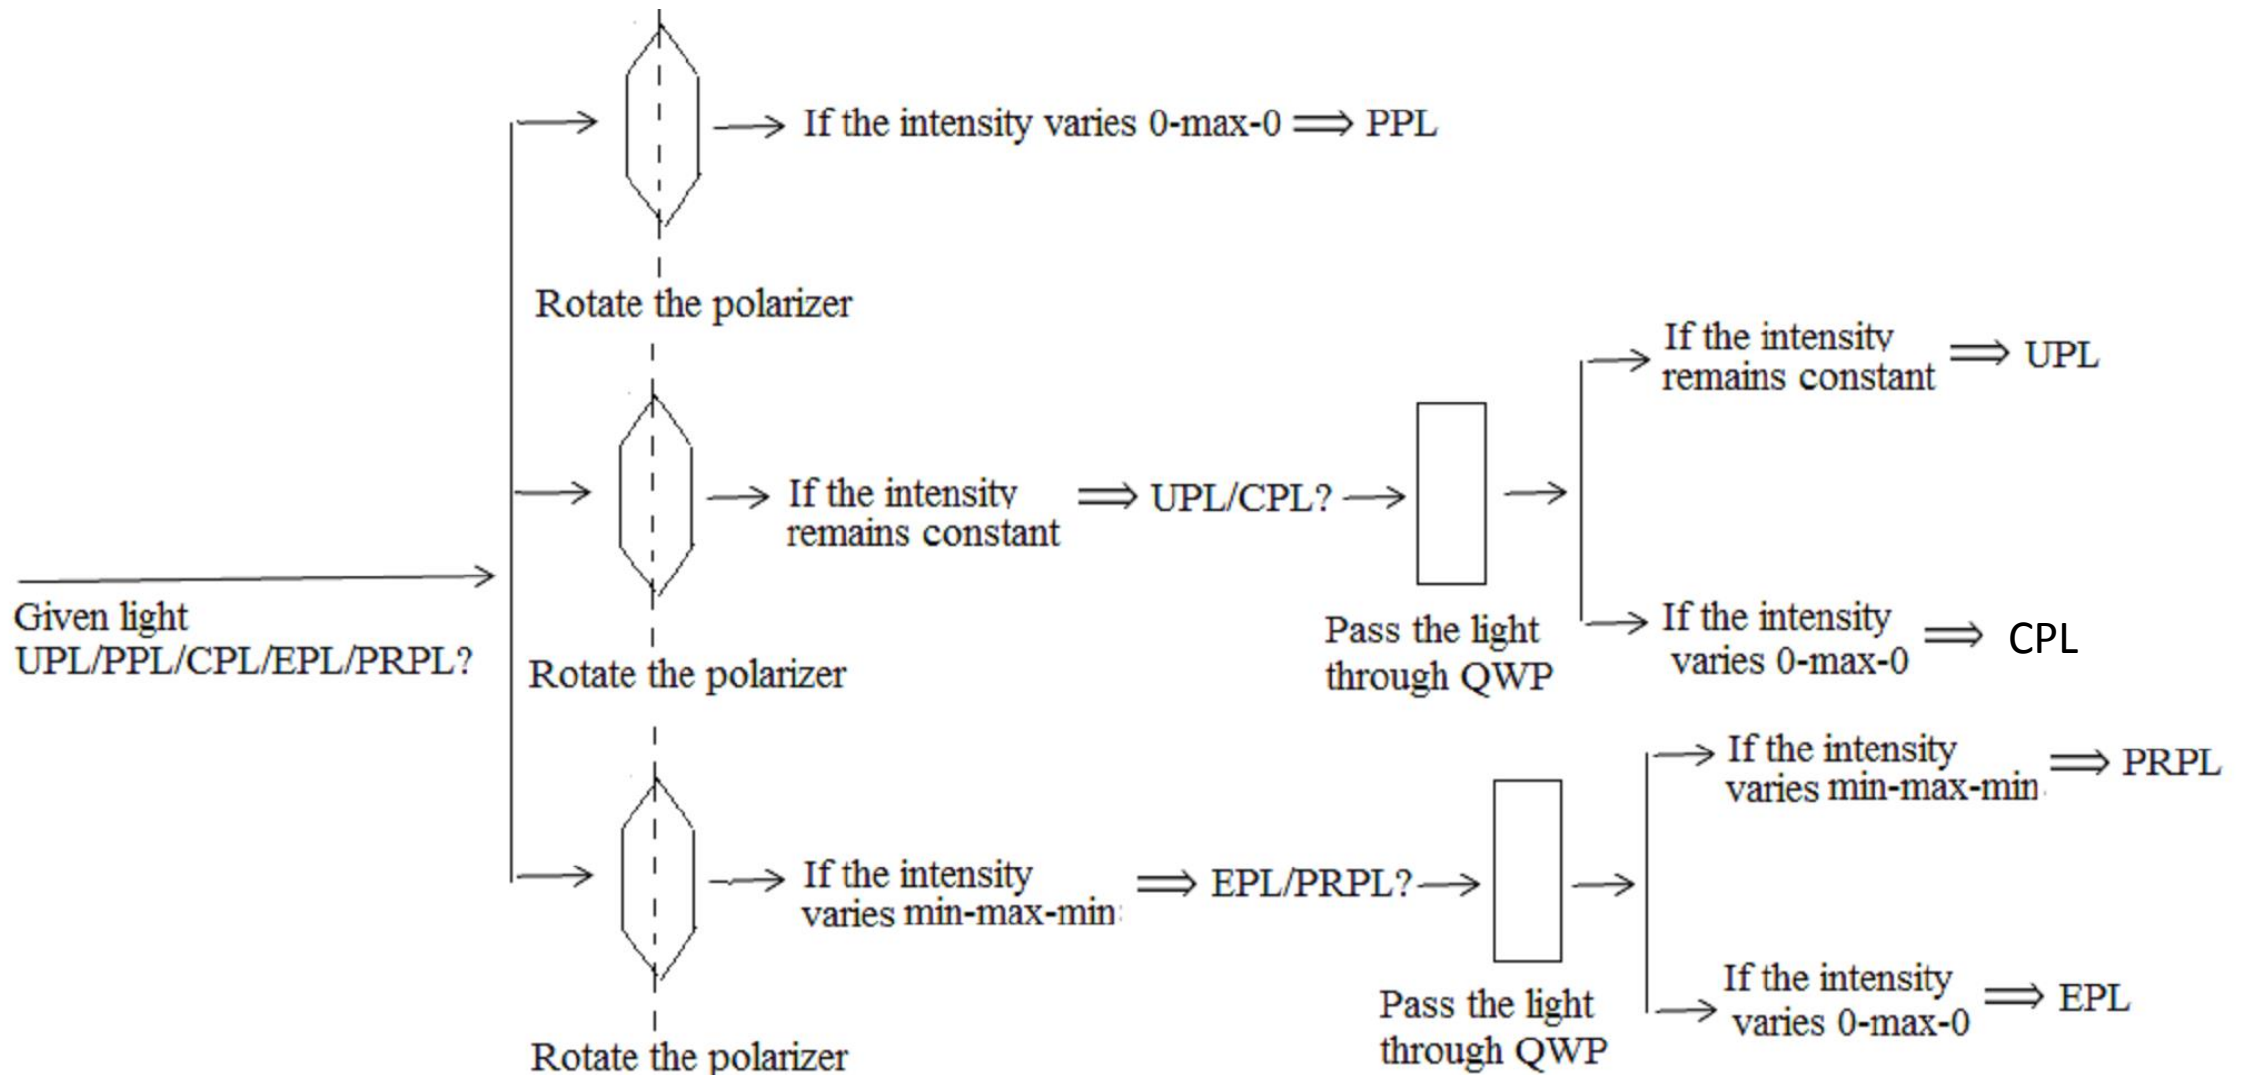 If the intensity varies 0-max-0 ⟹ PPL
Rotate the polarizer
Given light
UPL/PPL/CPL/EPL/PRPL?
If the intensity
remains constant
⟹ UPL/CPL?
Rotate the polarizer
Pass the light
through QWP
If the intensity
remains constant
⟹ UPL
If the intensity
varies 0-max-0
⟹ CPL
If the intensity
varies min-max-min
⟹ EPL/PRPL?
Rotate the polarizer
Pass the light
through QWP
If the intensity
varies min-max-min
⟹ PRPL
If the intensity
varies 0-max-0
⟹ EPL